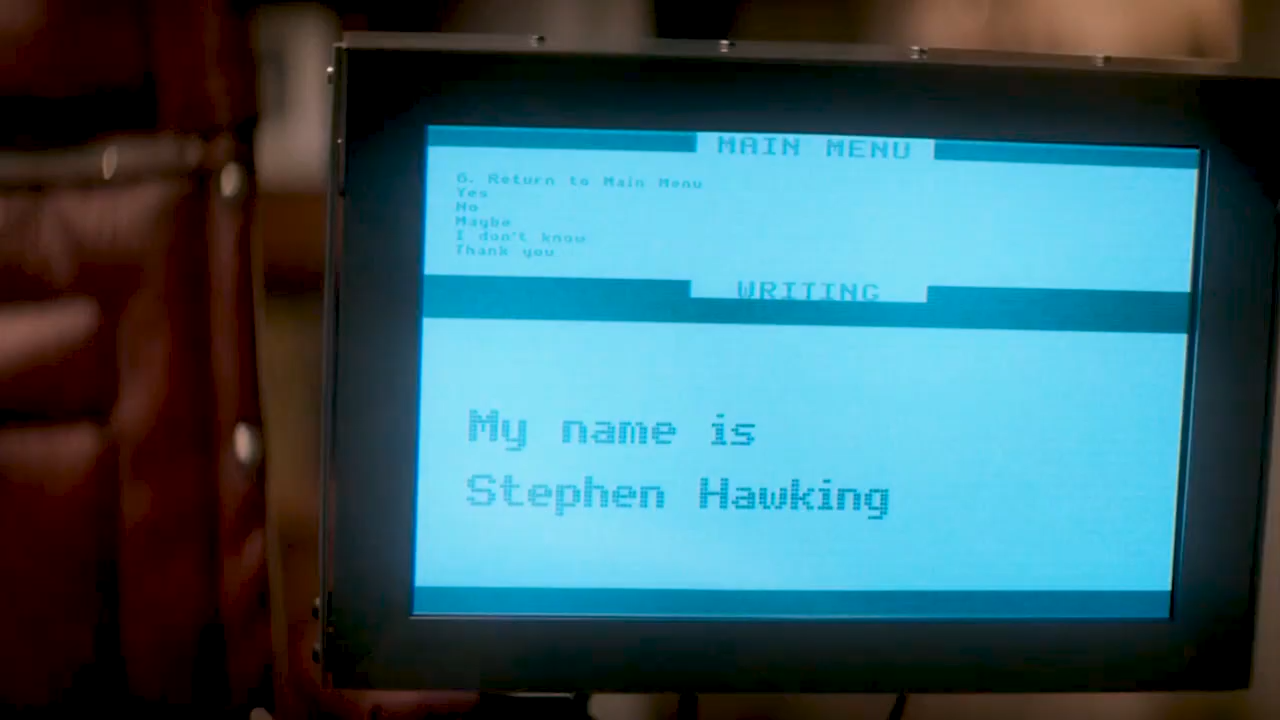 MAIN MENU
6. Return to Main Menu
Yes
No
Maybe
I don't know
Thank you
WRITING
My name is
Stephen Hawking